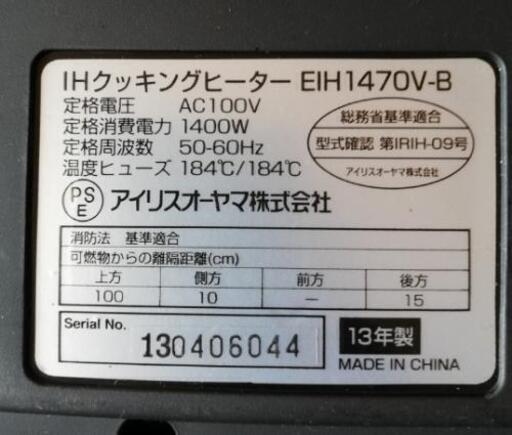 IHクッキングヒーター EIH1470V-B
定格電圧 AC100V
定格消費電力 1400W
定格周波数 50-60Hz
温度ヒューズ 184℃/184℃
総務省基準適合
型式確認 第IRIH-09号
アイリスオーヤマ株式会社
PS
E
アイリスオーヤマ株式会社
消防法 基準適合
可燃物からの離隔距離(cm)
上方 側方 前方 後方
100 10 — 15
Serial No. 130406044
13年製
MADE IN CHINA